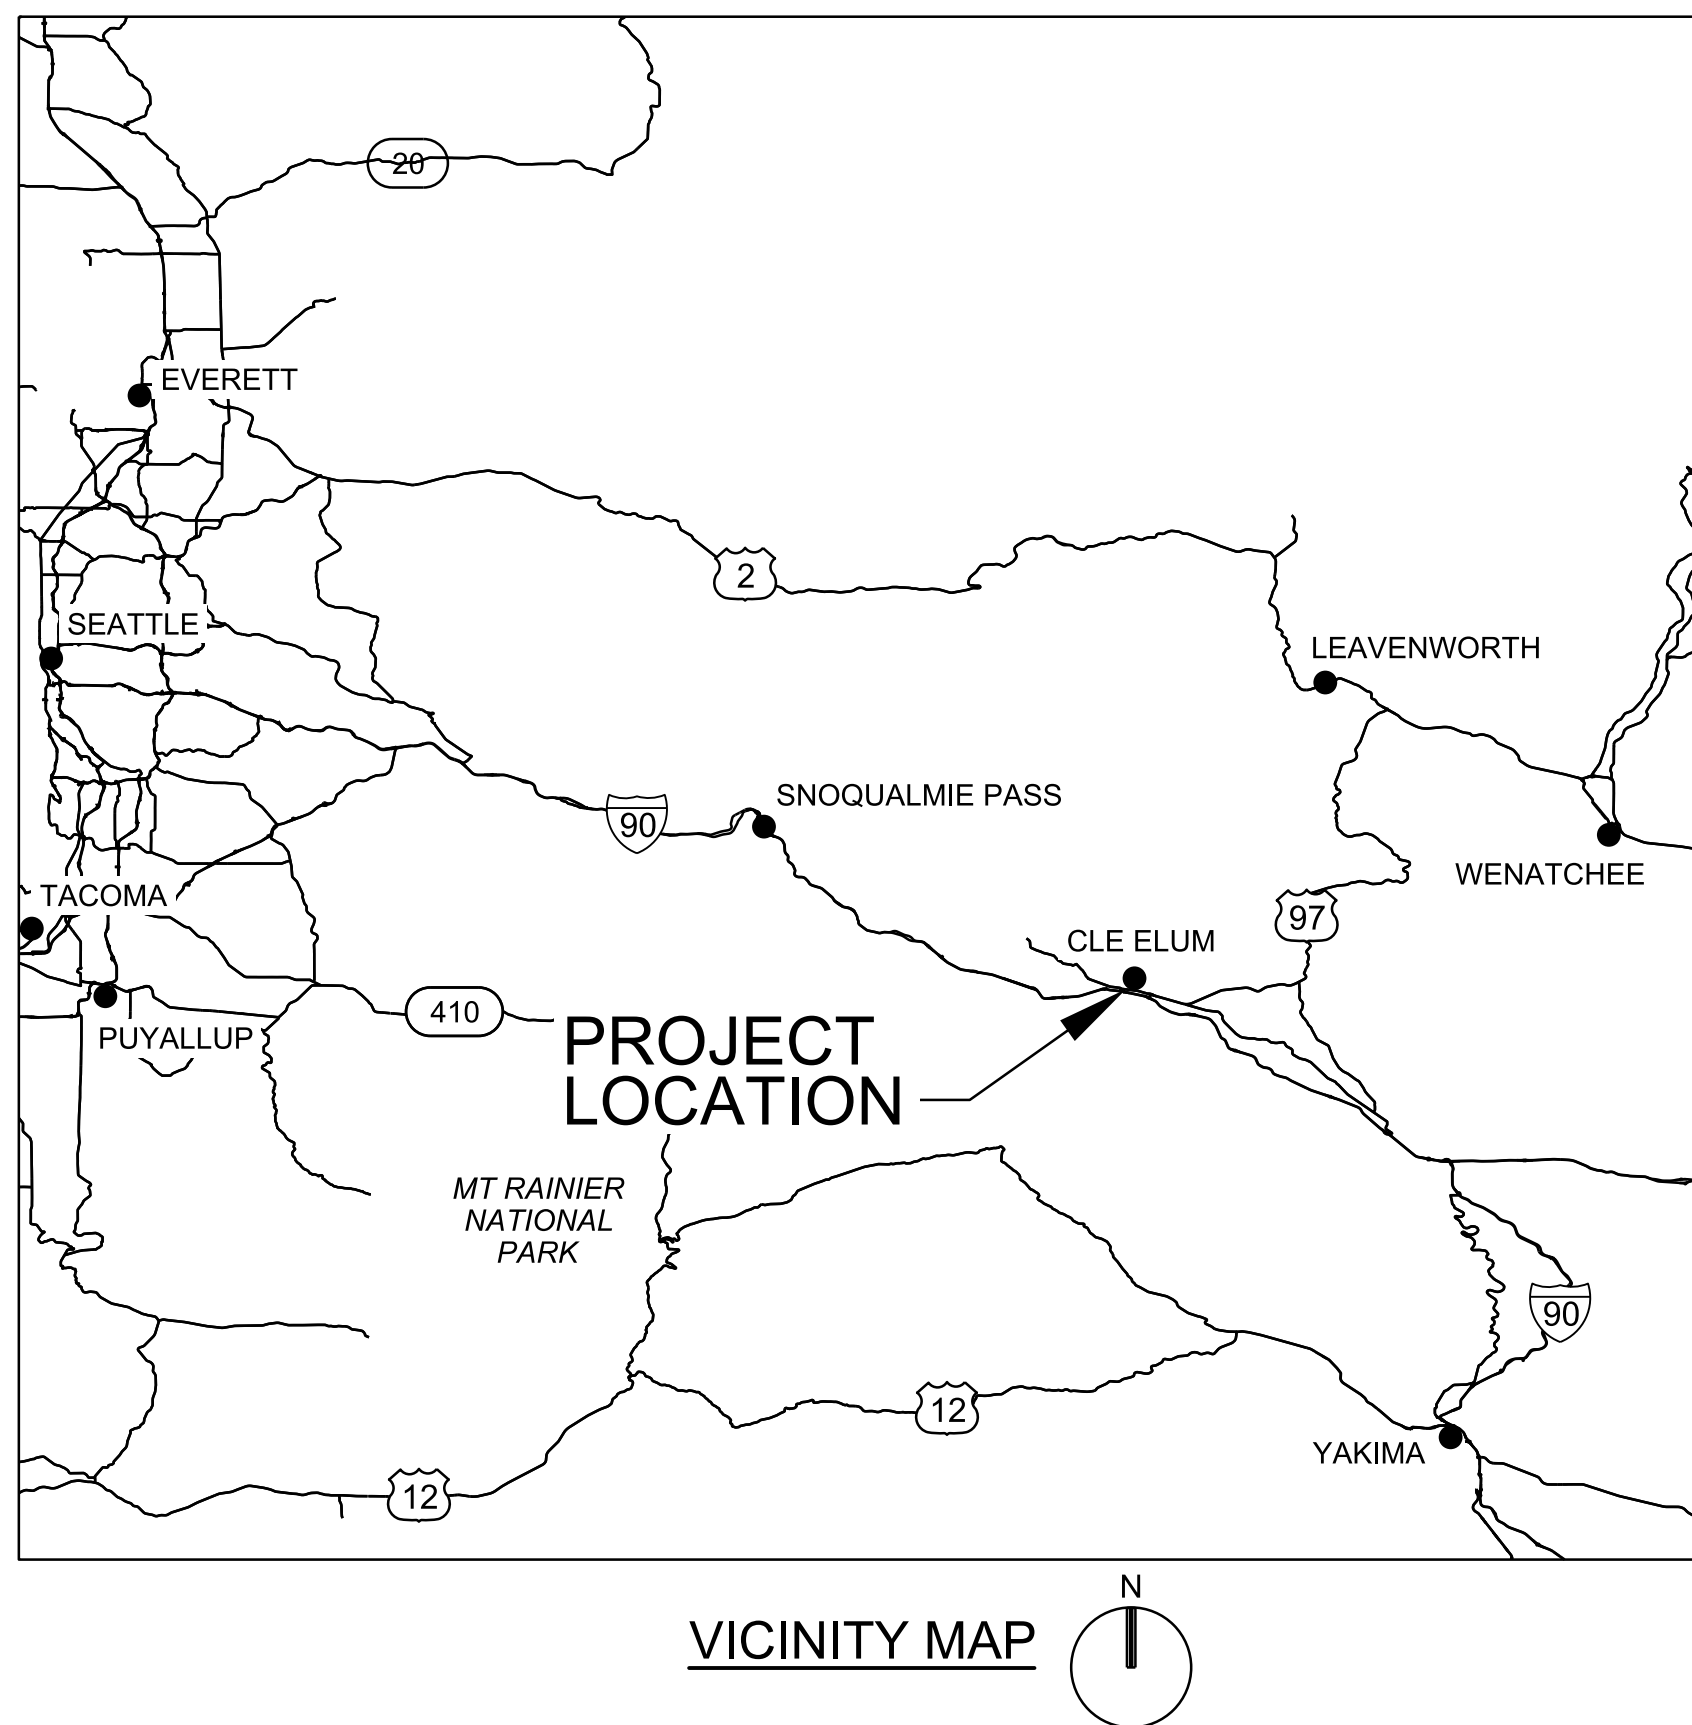 20
EVERETT
2
SEATTLE
LEAVENWORTH
SNOQUALMIE PASS
90
WENATCHEE
TACOMA
97
CLE ELUM
410
PUYALLUP
PROJECT
LOCATION
MT RAINIER
NATIONAL
PARK
90
12
YAKIMA
12
N
VICINITY MAP